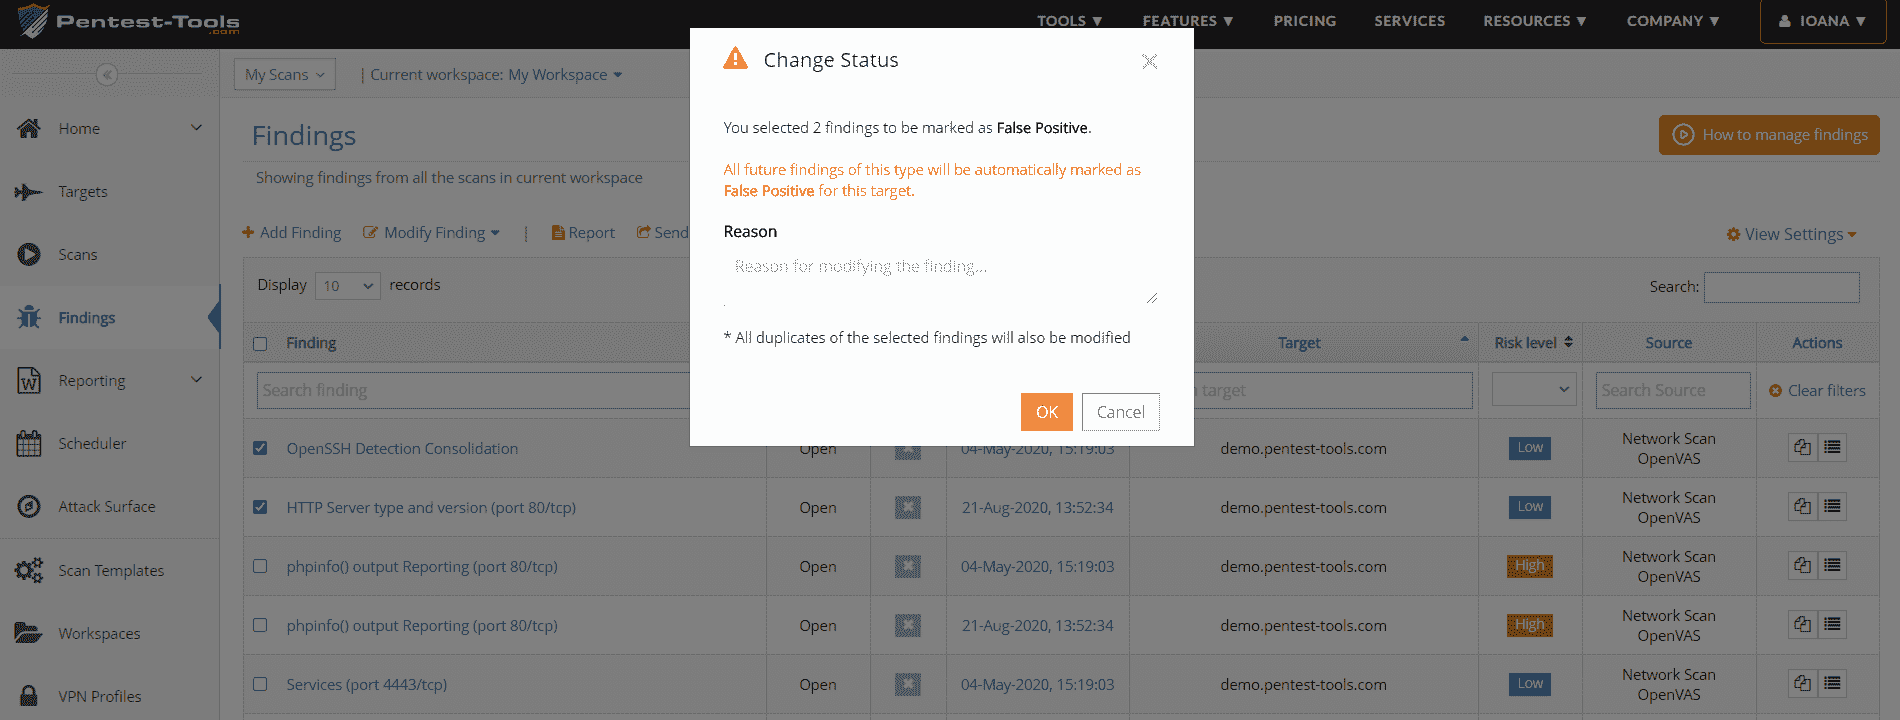 Pentest-Tools
.com
TOOLS ▼ FEATURES ▼ PRICING SERVICES RESOURCES ▼ COMPANY ▼ IOANA ▼
My Scans
| Current workspace: My Workspace
Home
Targets
Scans
Findings
Reporting
Scheduler
Attack Surface
Scan Templates
Workspaces
VPN Profiles
Findings
How to manage findings
Showing findings from all the scans in current workspace
Add Finding Modify Finding | Report Send
View Settings
Display 10 records
Search:
Finding Target Risk level Source Actions
Search finding target Search Source Clear filters
OpenSSH Detection Consolidation Open 04-May-2020, 15:19:03 demo.pentest-tools.com Low Network Scan
OpenVAS
HTTP Server type and version (port 80/tcp) Open 21-Aug-2020, 13:52:34 demo.pentest-tools.com Low Network Scan
OpenVAS
phpinfo() output Reporting (port 80/tcp) Open 04-May-2020, 15:19:03 demo.pentest-tools.com High Network Scan
OpenVAS
phpinfo() output Reporting (port 80/tcp) Open 21-Aug-2020, 13:52:34 demo.pentest-tools.com High Network Scan
OpenVAS
Services (port 4443/tcp) Open 04-May-2020, 15:19:03 demo.pentest-tools.com Low Network Scan
OpenVAS
Change Status
You selected 2 findings to be marked as False Positive.
All future findings of this type will be automatically marked as
False Positive for this target.
Reason
Reason for modifying the finding...
* All duplicates of the selected findings will also be modified
OK Cancel